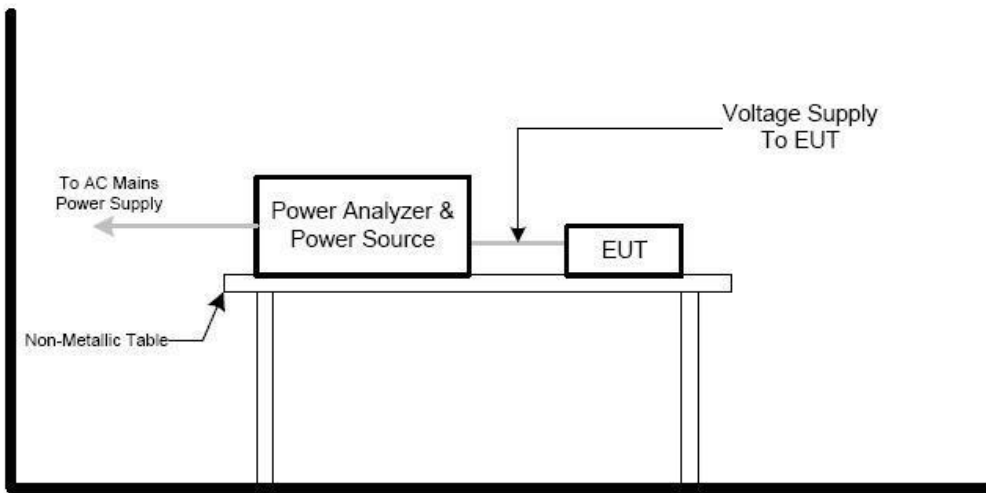 Voltage Supply
To EUT
To AC Mains
Power Supply
Power Analyzer &
Power Source
EUT
Non-Metallic Table